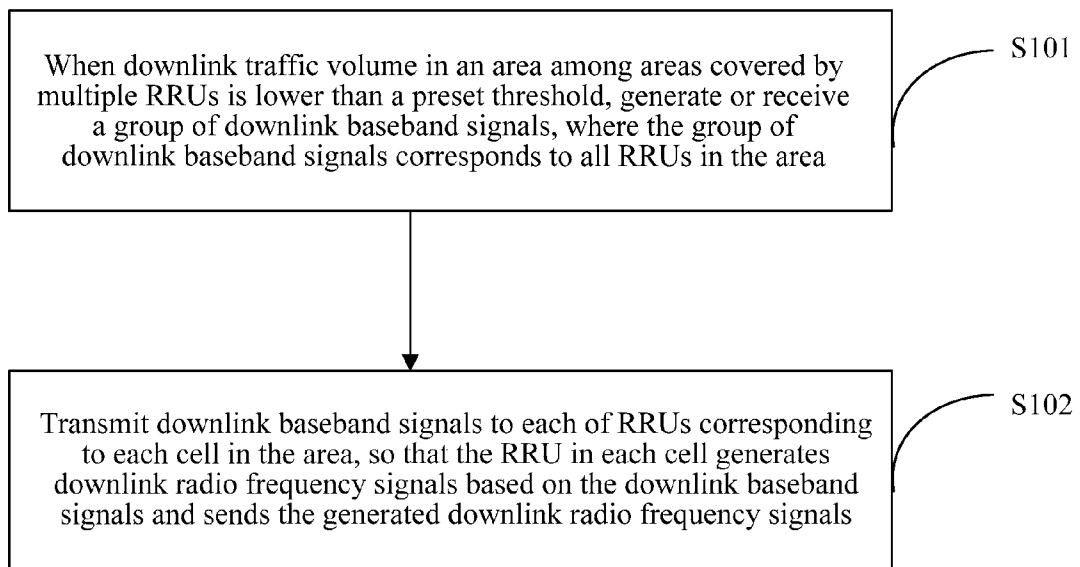 When downlink traffic volume in an area among areas covered by
multiple RRUs is lower than a preset threshold, generate or receive
a group of downlink baseband signals, where the group of
downlink baseband signals corresponds to all RRUs in the area
S101
Transmit downlink baseband signals to each of RRUs corresponding
to each cell in the area, so that the RRU in each cell generates
downlink radio frequency signals based on the downlink baseband
signals and sends the generated downlink radio frequency signals
S102